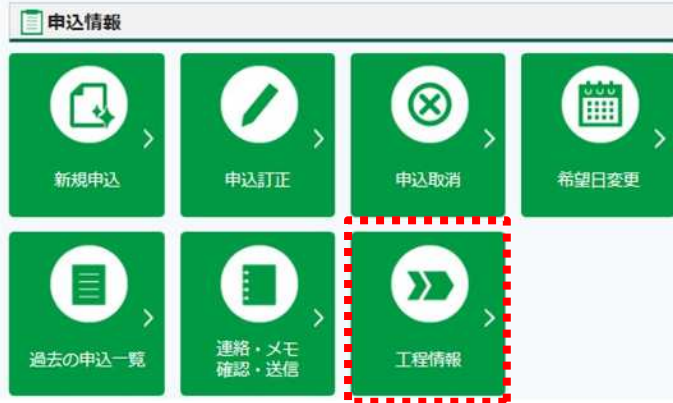 申込情報
新規申込
申込訂正
申込取消
希望日変更
過去の申込一覧
連絡・メモ
確認・送信
工程情報